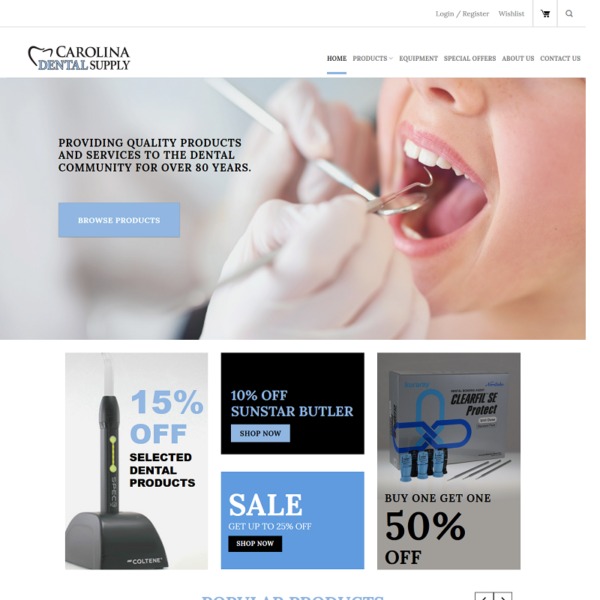 Login / Register
Wishlist
CAROLINA
DENTAL SUPPLY
HOME
PRODUCTS
EQUIPMENT
SPECIAL OFFERS
ABOUT US
CONTACT US
PROVIDING QUALITY PRODUCTS
AND SERVICES TO THE DENTAL
COMMUNITY FOR OVER 80 YEARS.
BROWSE PRODUCTS
15%
OFF
SELECTED
DENTAL
PRODUCTS
SPEC3
COLTENE
10% OFF
SUNSTAR BUTLER
SHOP NOW
SALE
GET UP TO 25% OFF
SHOP NOW
CLEARFIL SE
Protect
BUY ONE GET ONE
50%
OFF
POPULAR PRODUCTS